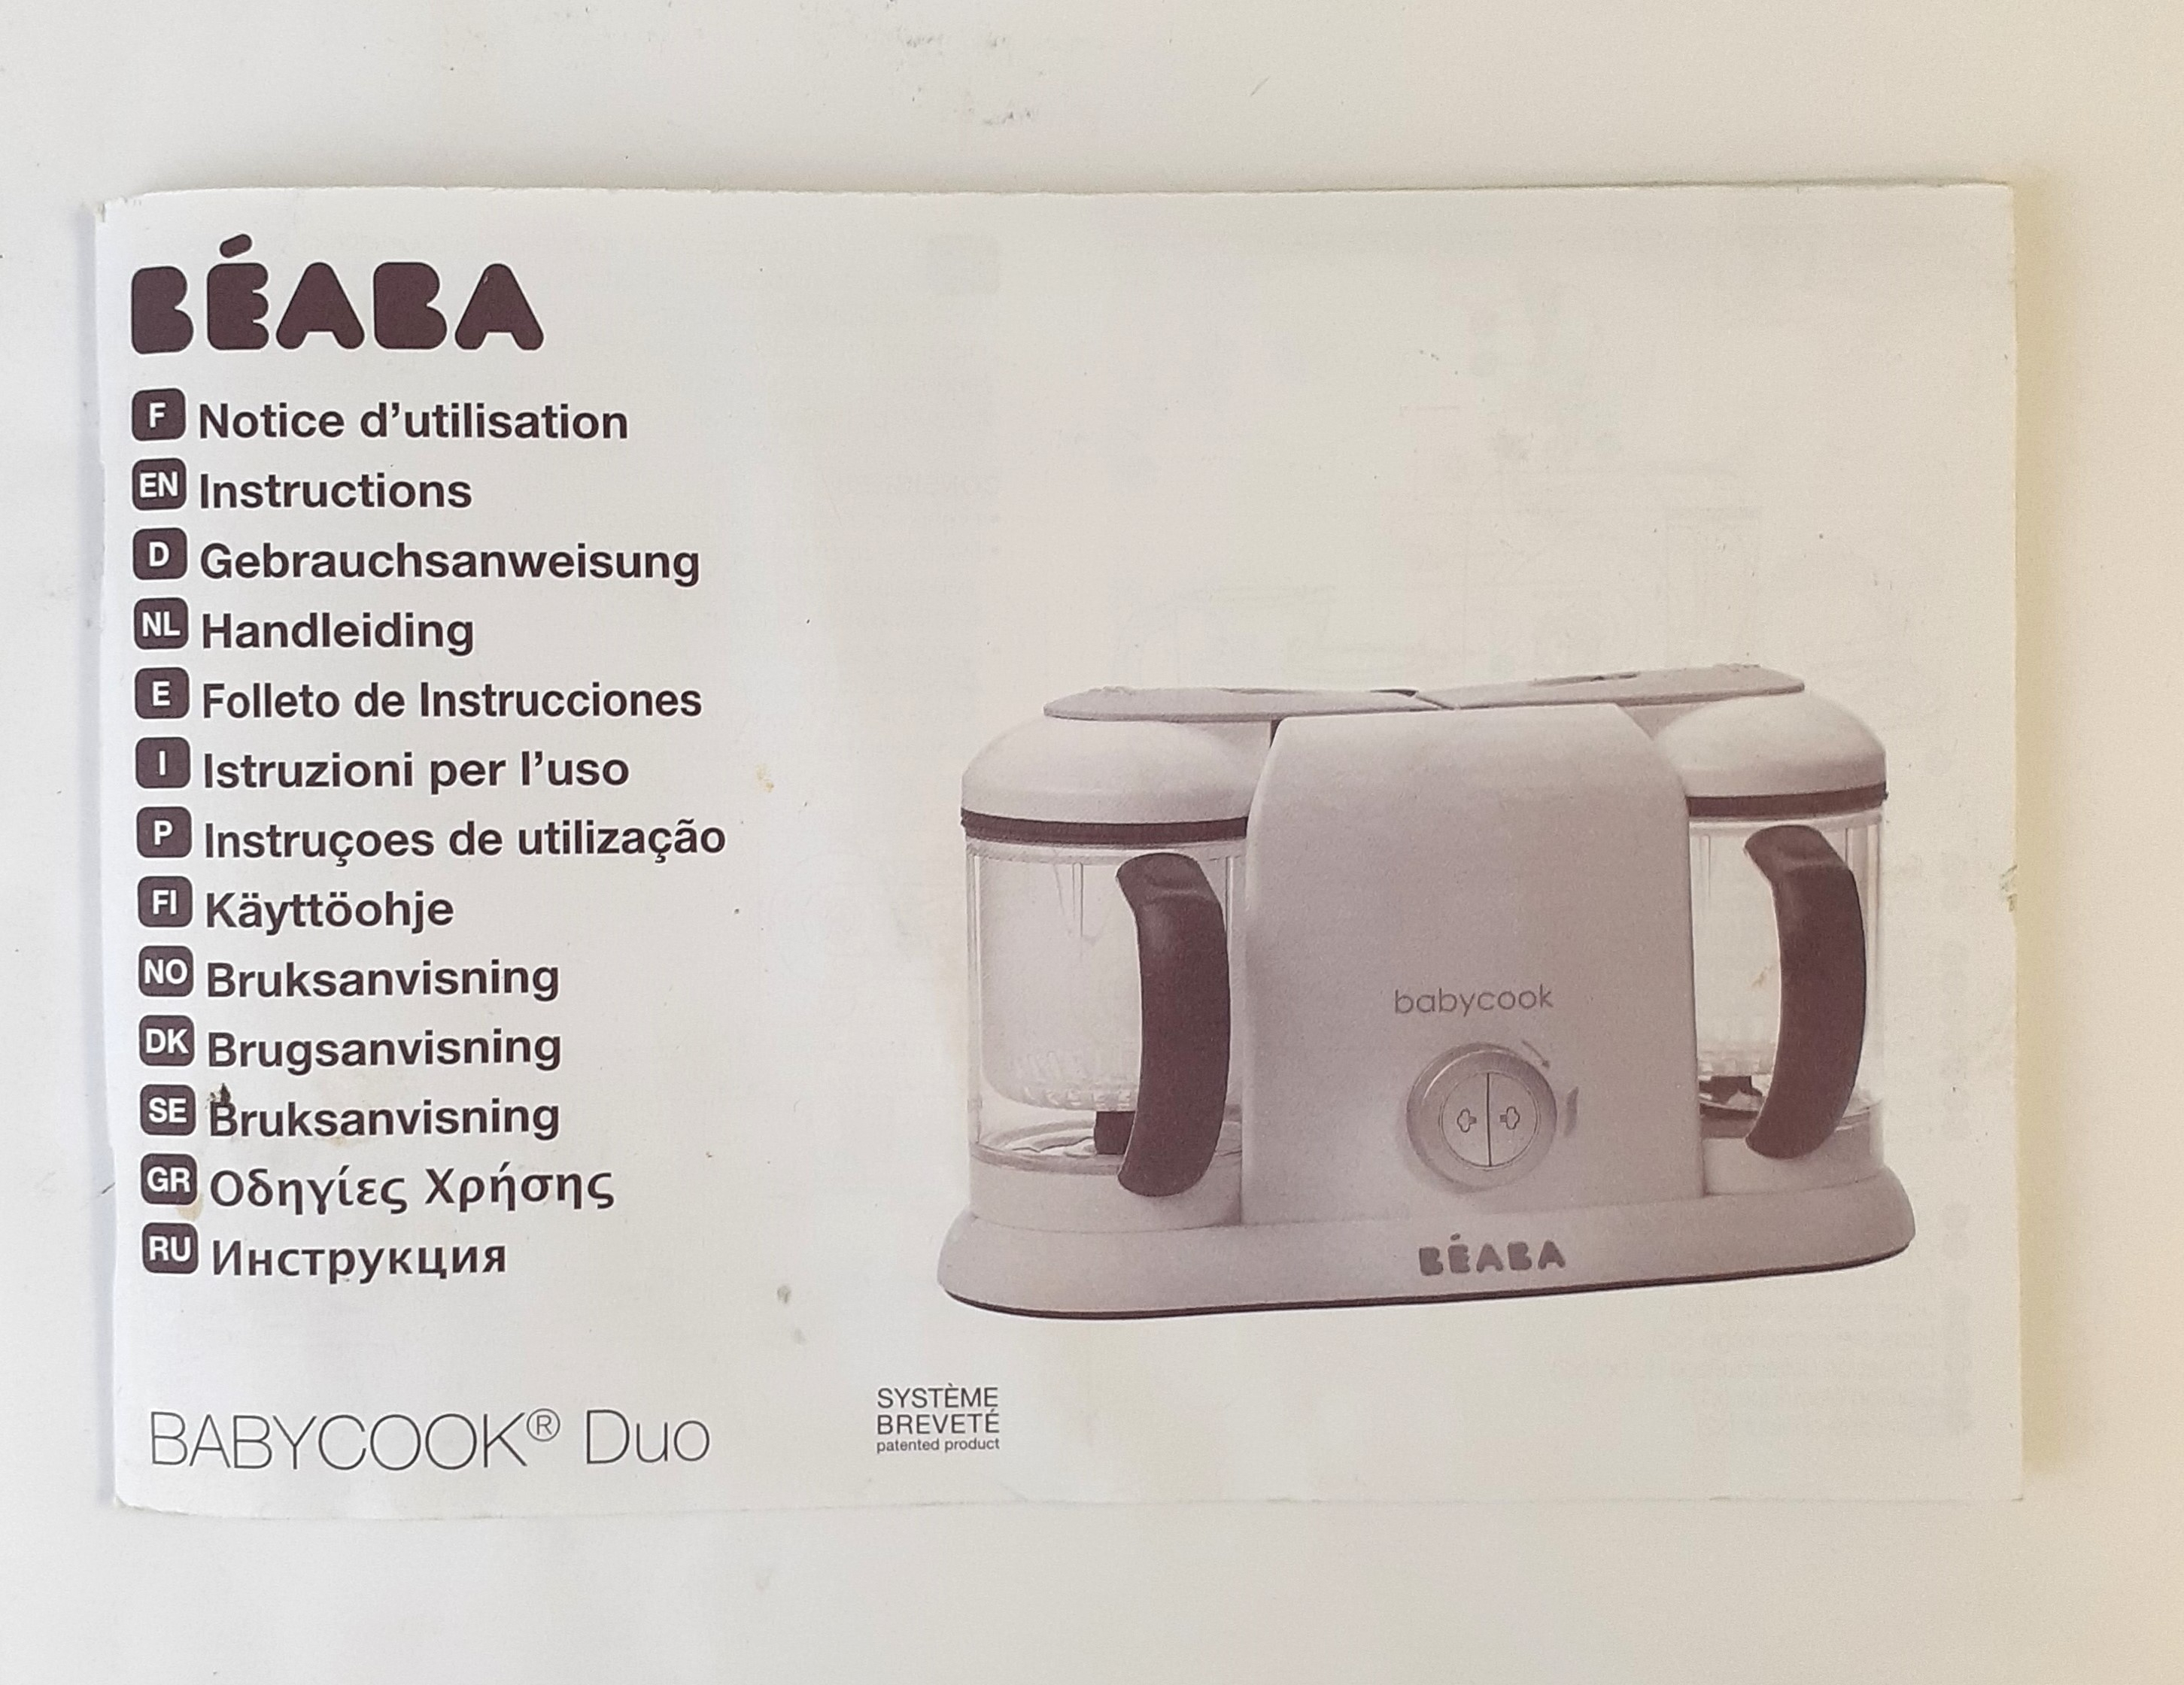 BÉABA
F Notice d’utilisation
EN Instructions
D Gebrauchsanweisung
NL Handleiding
E Folleto de Instrucciones
I Istruzioni per l’uso
P Instruçoes de utilização
FI Käyttöohje
NO Bruksanvisning
DK Brugsanvisning
SE Bruksanvisning
GR Οδηγίες Χρήσης
RU Инструкция
BABYCOOK® Duo
SYSTÈME
BREVETÉ
patented product
babycook
BÉABA